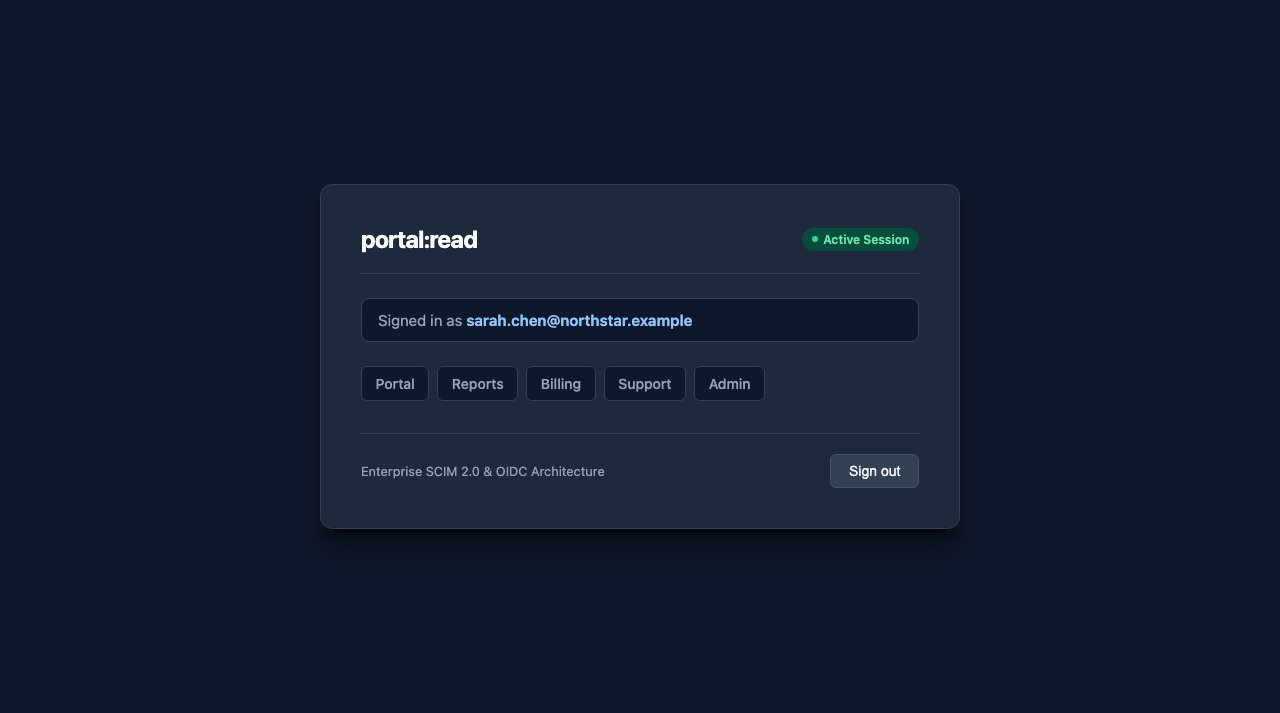 portal:read
Active Session
Signed in as sarah.chen@northstar.example
Portal Reports Billing Support Admin
Enterprise SCIM 2.0 & OIDC Architecture
Sign out